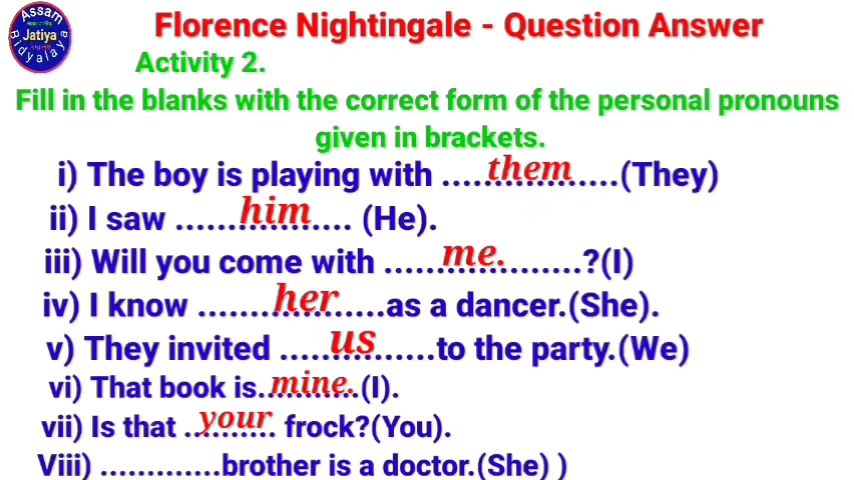 Assam
Jatiya
Bidyalaya
Florence Nightingale - Question Answer
Activity 2.
Fill in the blanks with the correct form of the personal pronouns
given in brackets.
i) The boy is playing with ....them....(They)
ii) I saw ......him...... (He).
iii) Will you come with ......me.......?(I)
iv) I know .......her.......as a dancer.(She).
v) They invited ....us......to the party.(We)
vi) That book is..mine...(I).
vii) Is that ..your.. frock?(You).
Viii) .............brother is a doctor.(She) )